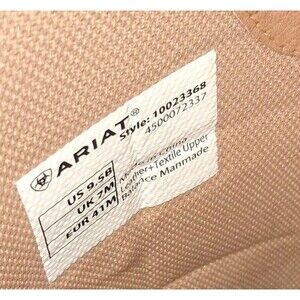 ARIAT®
Style: 10023368
4500072337
US 9.5B
UK 7M
EUR 41M
Made in China
Leather+Textile Upper
Balance Manmade